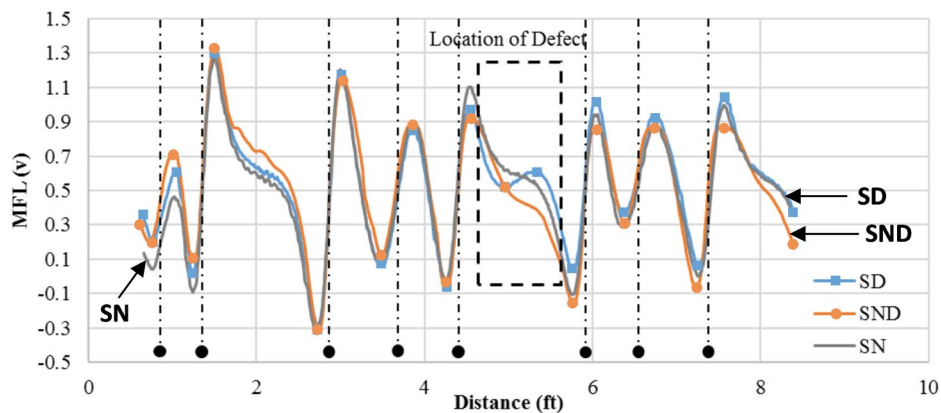 1.5
1.3
1.1
0.9
0.7
0.5
0.3
0.1
-0.1
-0.3
-0.5
MFL (v)
Location of Defect
SN
SD
SND
SD
SND
SN
0
2
4
6
8
10
Distance (ft)